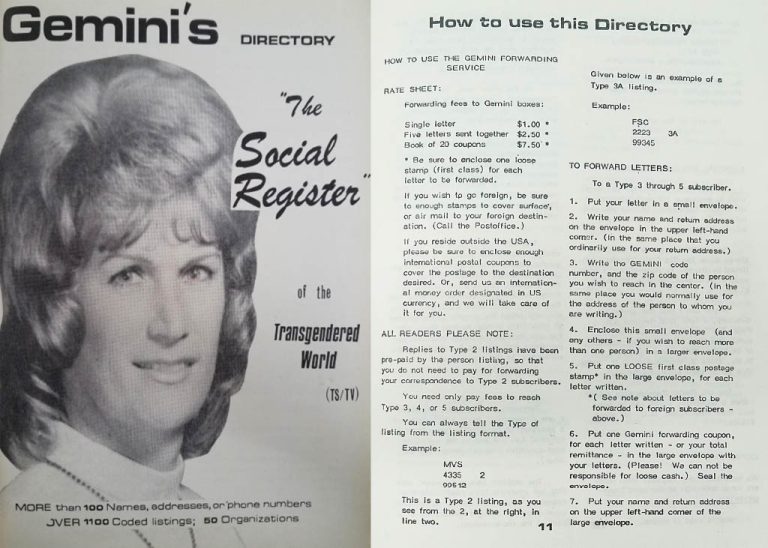 Gemini's DIRECTORY
"The
Social
Register"
of the
Transgendered
World
(TS/TV)
MORE than 100 Names, addresses, or phone numbers
OVER 1100 Coded listings; 50 Organizations
How to use this Directory
HOW TO USE THE GEMINI FORWARDING
SERVICE
RATE SHEET:
Forwarding fees to Gemini boxes:
Single letter $1.00 *
Five letters sent together $2.50 *
Book of 20 coupons $7.50 *
* Be sure to enclose one loose
stamp (first class) for each
letter to be forwarded.
If you wish to go foreign, be sure
to enough stamps to cover surface,
or air mail to your foreign destin-
ation. (Call the Postoffice.)
If you reside outside the USA,
please be sure to enclose enough
international postal coupons to
cover the postage to the destination
desired. Or, send us an internation-
al money order designated in US
currency, and we will take care of
it for you.
ALL READERS PLEASE NOTE:
Replies to Type 2 listings have been
pre-paid by the person listing, so that
you do not need to pay for forwarding
your correspondence to Type 2 subscribers.
You need only pay fees to reach
Type 3, 4, or 5 subscribers.
You can always tell the Type of
listing from the listing format.
Example:
MVS
4335 2
90612
This is a Type 2 listing, as you
see from the 2, at the right, in
line two.
Given below is an example of a
Type 3A listing.
Example:
FSC
2223 3A
99345
TO FORWARD LETTERS:
To a Type 3 through 5 subscriber.
1. Put your letter in a small envelope.
2. Write your name and return address
on the envelope in the upper left-hand
corner. (In the same place that you
ordinarily use for your return address.)
3. Write the GEMINI code
number, and the zip code of the person
you wish to reach in the center. (in the
same place you would normally use for
the address of the person to whom you
are writing.)
4. Enclose this small envelope (and
any others - if you wish to reach more
than one person) in a larger envelope.
5. Put one LOOSE first class postage
stamp* in the large envelope, for each
letter written.
*( See note about letters to be
forwarded to foreign subscribers -
above.)
6. Put one Gemini forwarding coupon,
for each letter written - or your total
remittance - in the large envelope with
your letters. (Please! We can not be
responsible for loose cash.) Seal the
envelope.
7. Put your name and return address
on the upper left-hand corner of the
large envelope.
11